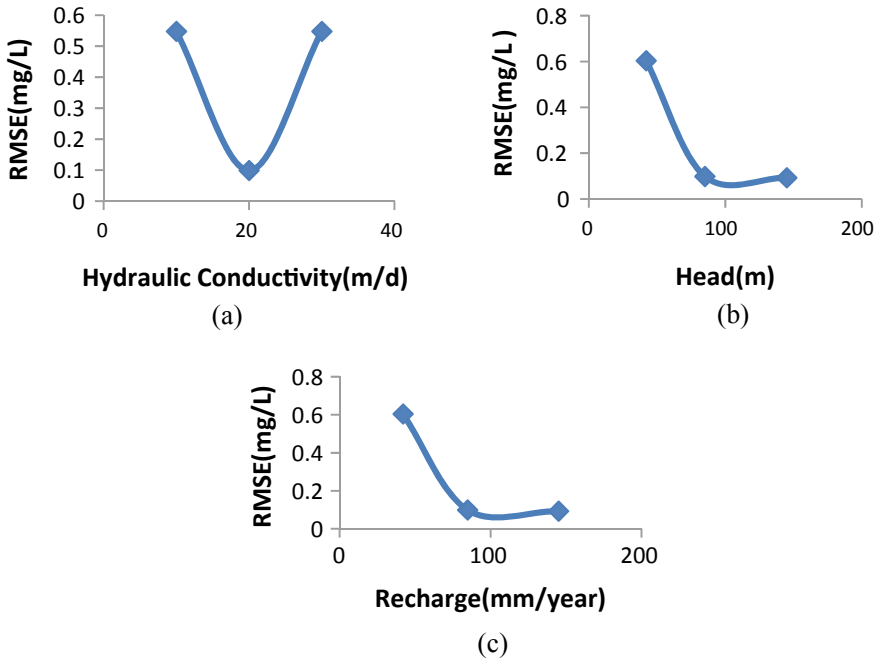 RMSE(mg/L)
0.6
0.5
0.4
0.3
0.2
0.1
0
0
20
40
Hydraulic Conductivity(m/d)
(a)
RMSE(mg/L )
0.8
0.6
0.4
0.2
0
0
100
200
Head(m)
(b)
RMSE(mg/L)
0.8
0.6
0.4
0.2
0
0
100
200
Recharge(mm/year)
(c)